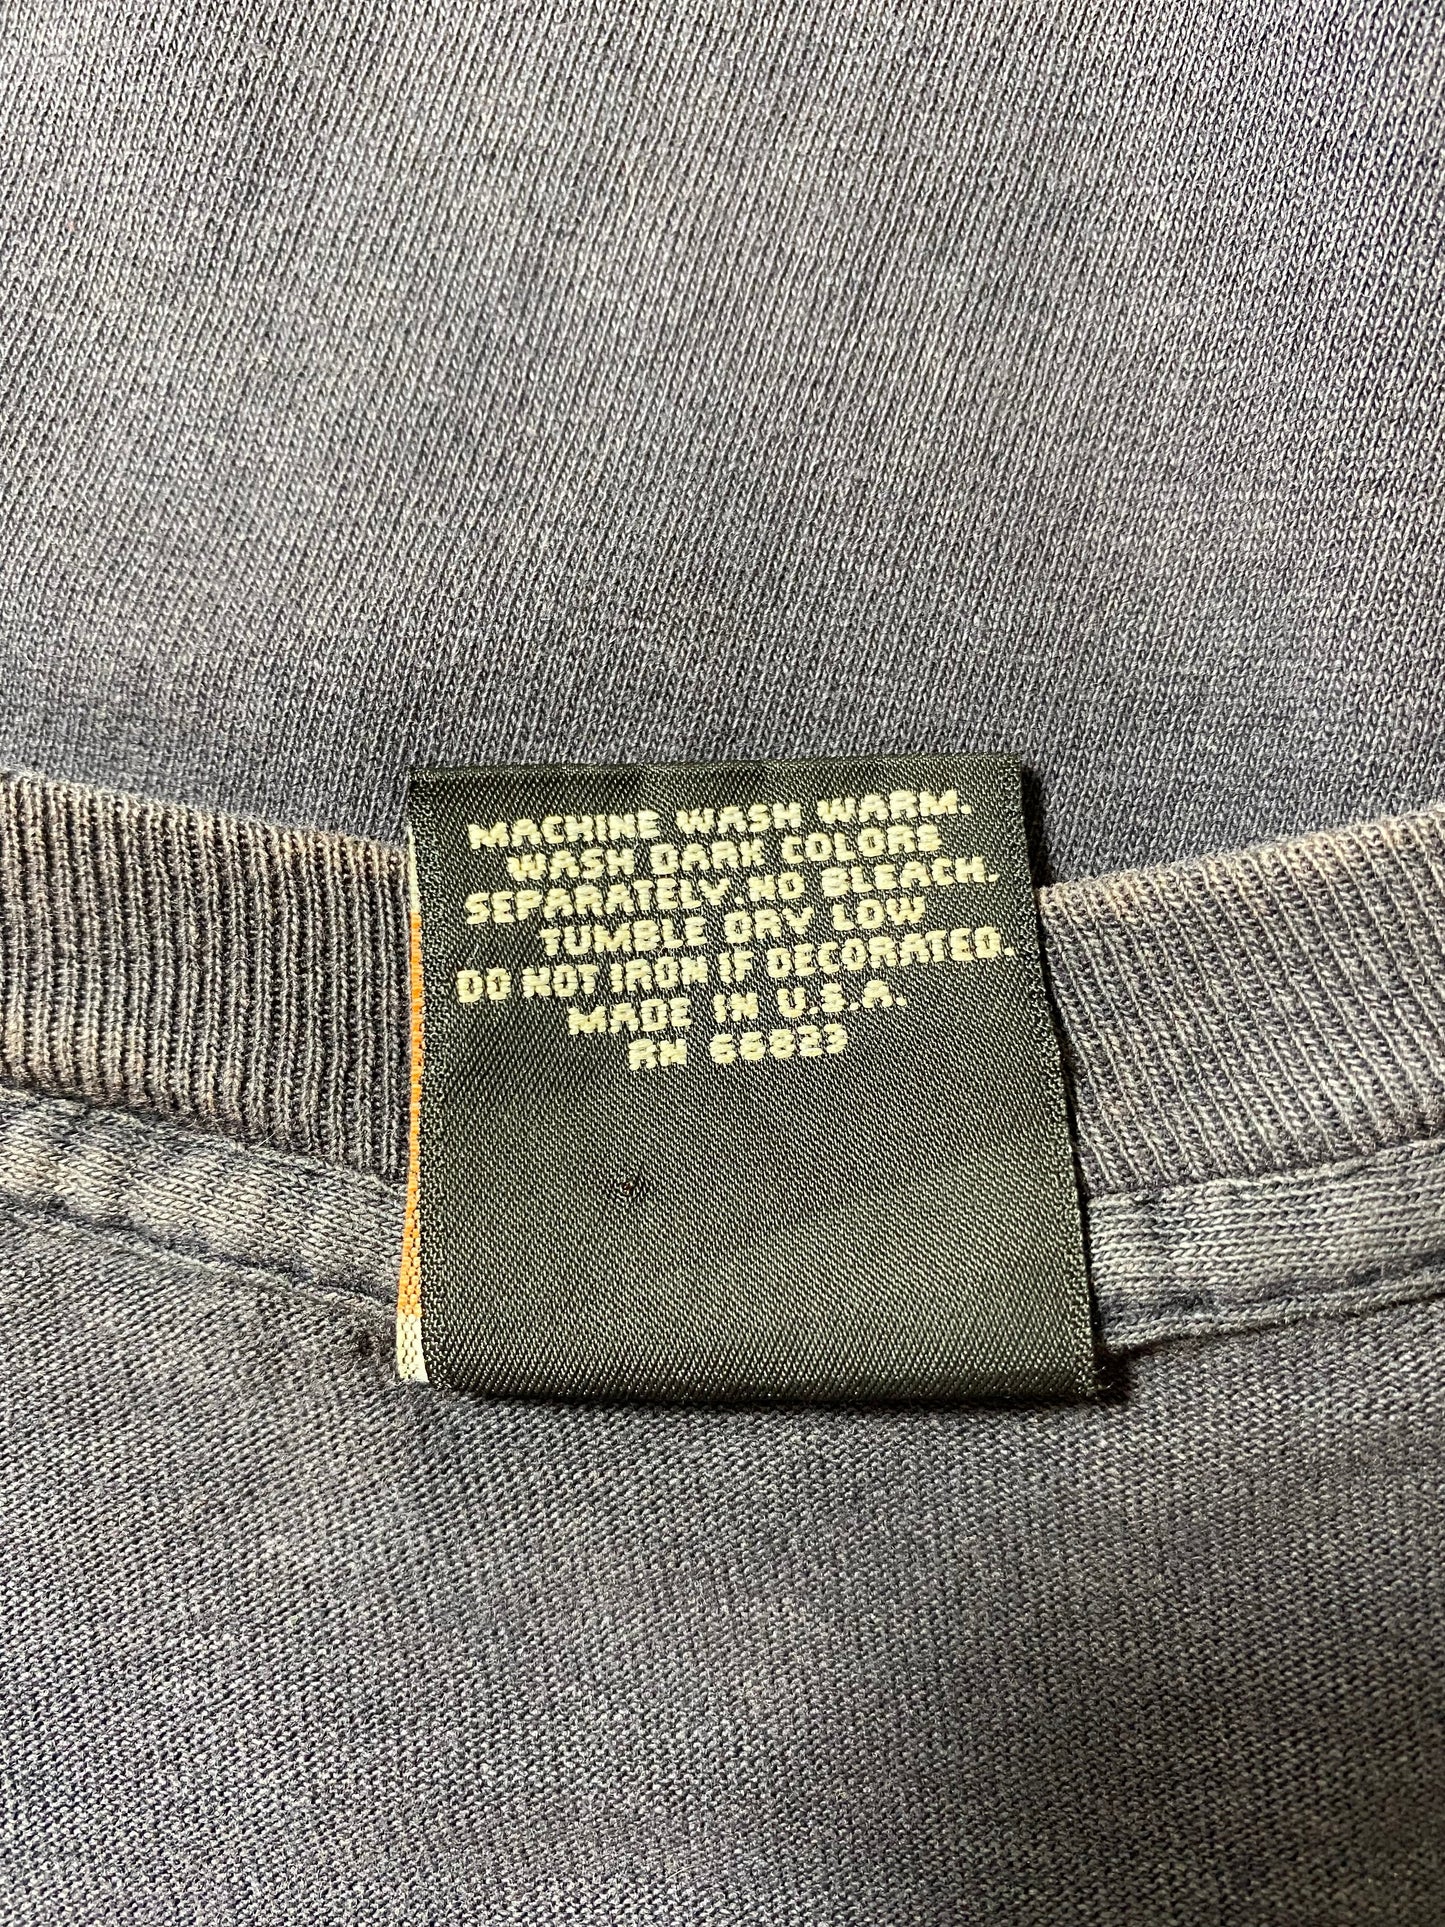 MACHINE WASH WARM.
WASH DARK COLORS
SEPARATELY. NO BLEACH.
TUMBLE DRY LOW
DO NOT IRON IF DECORATED.
MADE IN U.S.A.
RN 66823